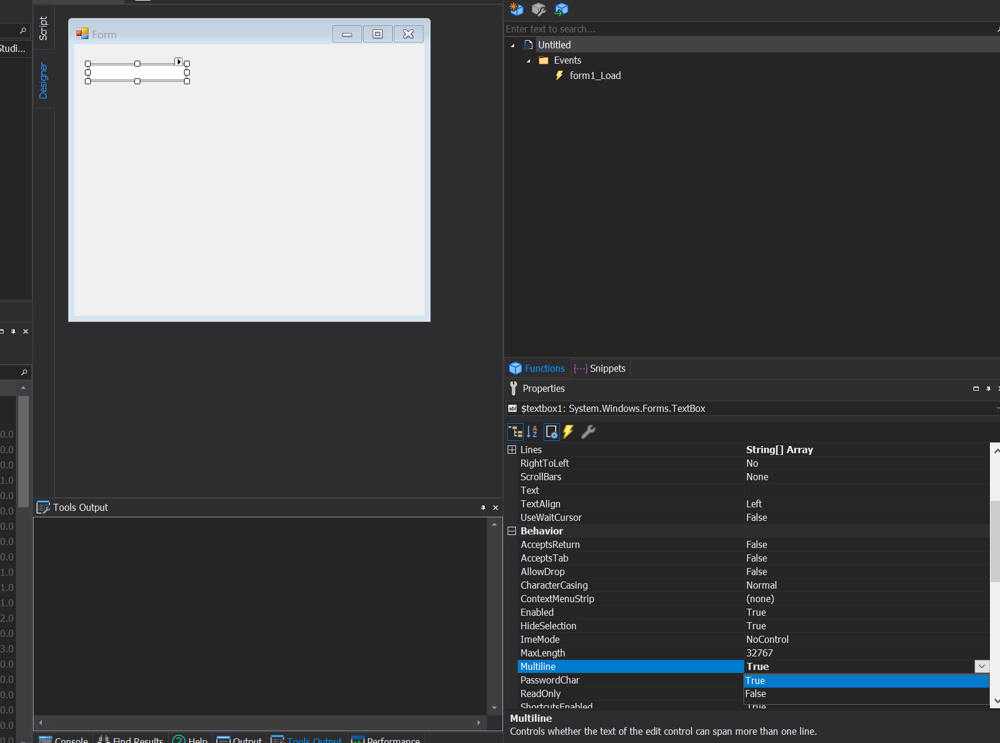 Script
Designer
Studi...
Form
Enter text to search...
Untitled
Events
form1_Load
Functions
Snippets
Properties
$textbox1: System.Windows.Forms.TextBox
Lines String[] Array
RightToLeft No
ScrollBars None
Text
TextAlign Left
UseWaitCursor False
Behavior
AcceptsReturn False
AcceptsTab False
AllowDrop False
CharacterCasing Normal
ContextMenuStrip (none)
Enabled True
HideSelection True
ImeMode NoControl
MaxLength 32767
Multiline True
True
False
PasswordChar
ReadOnly
ShortcutsEnabled True
Multiline
Controls whether the text of the edit control can span more than one line.
0.0
0.0
0.0
1.0
0.0
0.0
0.0
0.0
0.0
1.0
1.0
1.0
2.0
0.0
3.0
0.0
0.0
0.0
0.0
0.0
0.0
Tools Output
Console
Find Results
Help
Output
Tools Output
Performance